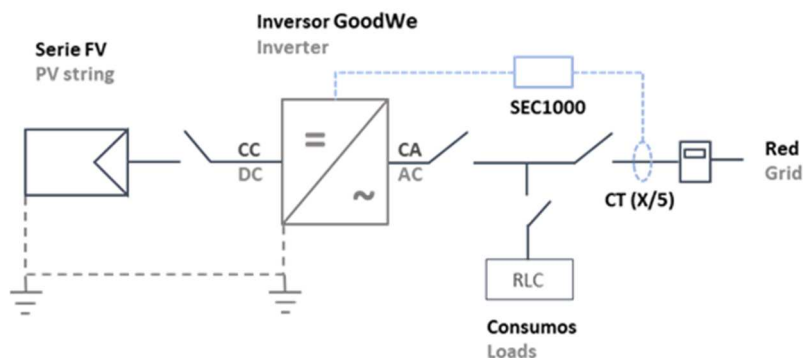 Serie FV
PV string
Inversor GoodWe
Inverter
SEC1000
CC
DC
=
~
CA
AC
CT (X/5)
Red
Grid
RLC
Consumos
Loads